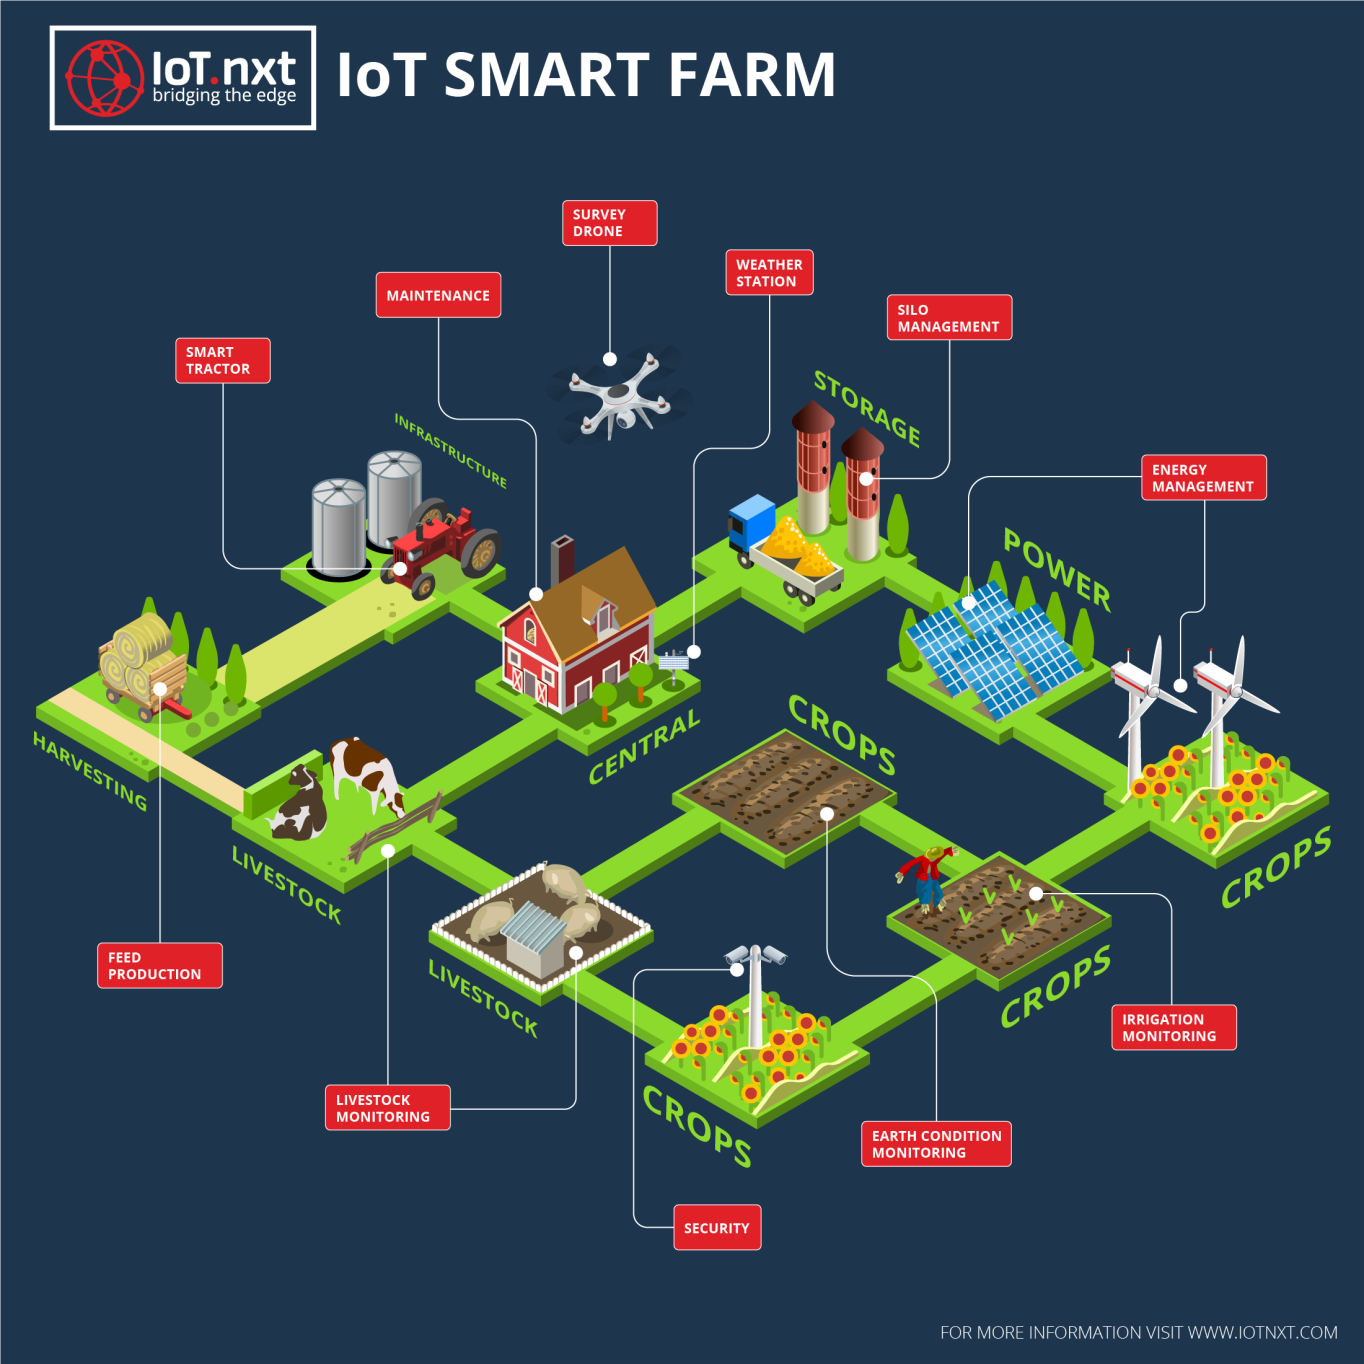 IoT.nxt
bridging the edge
IoT SMART FARM
SURVEY
DRONE
WEATHER
STATION
MAINTENANCE
SILO
MANAGEMENT
SMART
TRACTOR
STORAGE
INFRASTRUCTURE
ENERGY
MANAGEMENT
POWER
CROPS
CENTRAL
HARVESTING
LIVESTOCK
CROPS
FEED
PRODUCTION
LIVESTOCK
CROPS
IRRIGATION
MONITORING
LIVESTOCK
MONITORING
CROPS
EARTH CONDITION
MONITORING
SECURITY
FOR MORE INFORMATION VISIT WWW.IOTNXT.COM